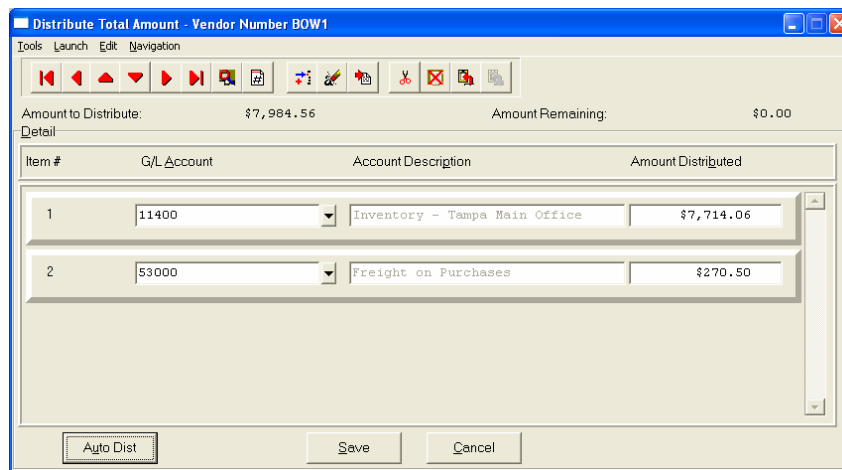 Distribute Total Amount - Vendor Number BOW1
Tools Launch Edit Navigation
Amount to Distribute: $7,984.56 Amount Remaining: $0.00
Detail
Item # G/L Account Account Description Amount Distributed
1 11400 Inventory - Tampa Main Office $7,714.06
2 53000 Freight on Purchases $270.50
Auto Dist Save Cancel